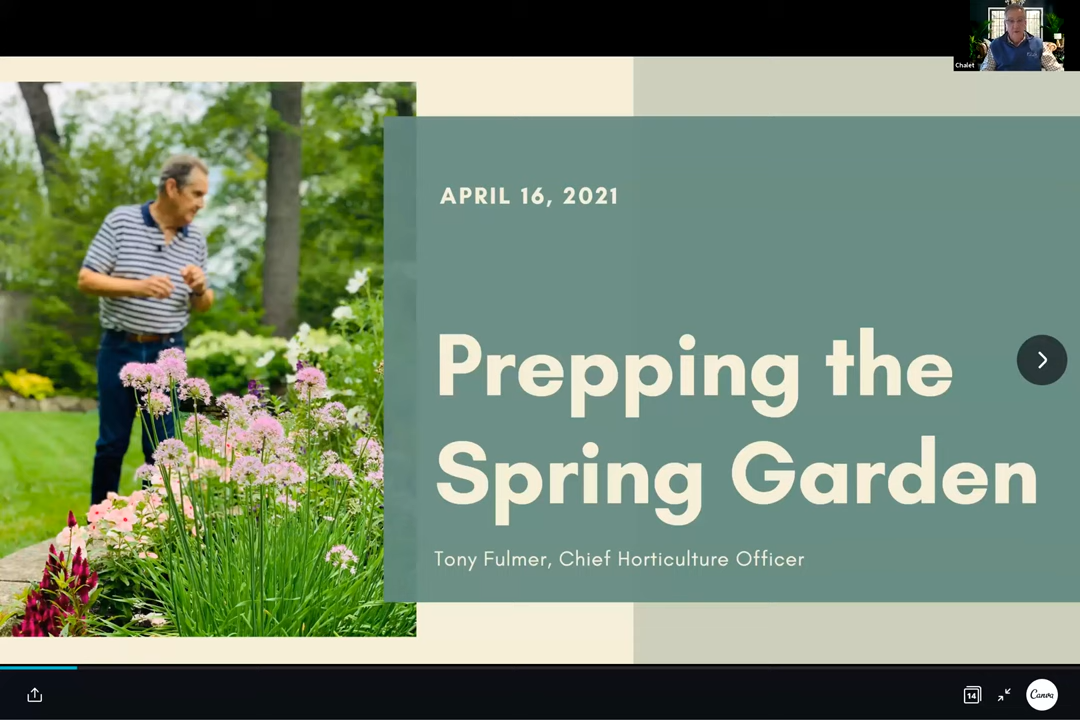 Chalet
APRIL 16, 2021
Prepping the
Spring Garden
Tony Fulmer, Chief Horticulture Officer
14
Canva